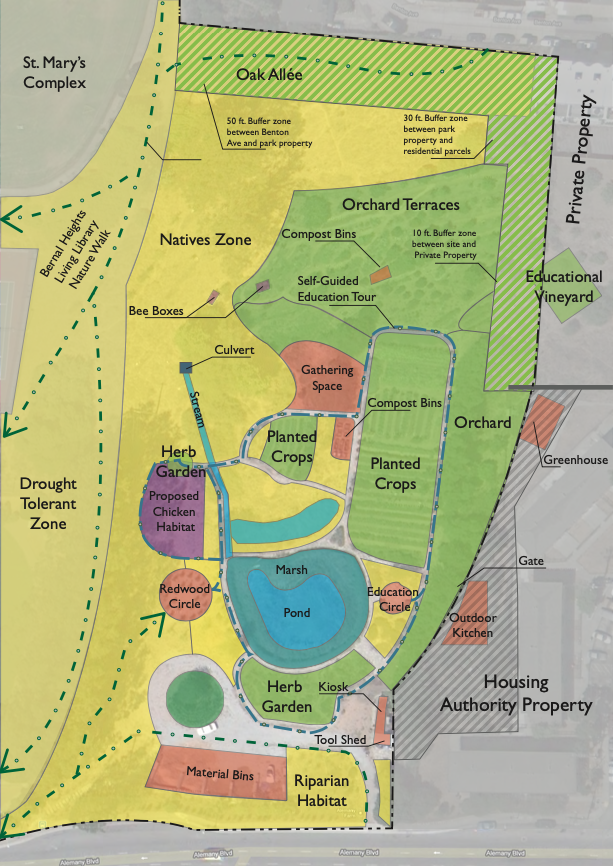 St. Mary's
Complex
Oak Allée
50 ft. Buffer zone
between Benton
Ave and park property
30 ft. Buffer zone
between park
property and
residential parcels
Private Property
Bernal Heights
Living Library
Nature Walk
Natives Zone
Orchard Terraces
Compost Bins
10 ft. Buffer zone
between site and
Private Property
Self-Guided
Education Tour
Educational
Vineyard
Bee Boxes
Culvert
Stream
Gathering
Space
Compost Bins
Orchard
Greenhouse
Planted
Crops
Planted
Crops
Herb
Garden
Proposed
Chicken
Habitat
Drought
Tolerant
Zone
Gate
Marsh
Pond
Redwood
Circle
Education
Circle
Outdoor
Kitchen
Herb
Garden
Kiosk
Housing
Authority Property
Tool Shed
Material Bins
Riparian
Habitat
Alemany Blvd
Alemany Blvd
Alemany Blvd
Alemany Blvd